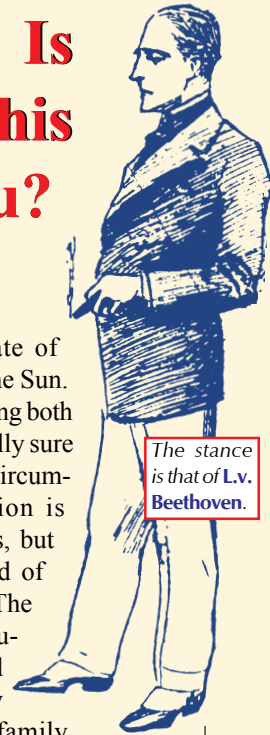 Is
his
u?
ate of
he Sun.
ng both
lly sure
ircum-
ion is
s, but
d of
The
u-
family
The stance
is that of L.v.
Beethoven.